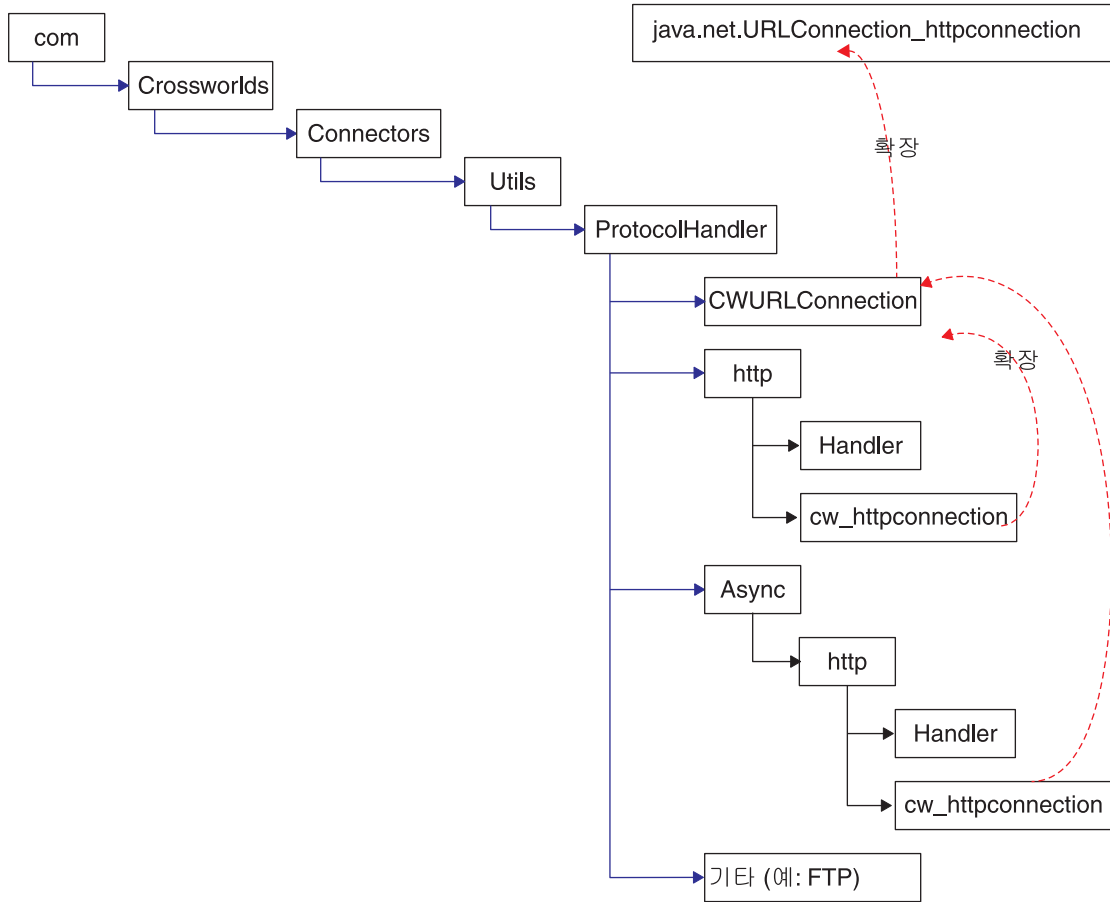 com
java.net.URLConnection_httpconnection
Crossworlds
Connectors
확장
Utils
ProtocolHandler
CWURLConnection
확장
http
Handler
cw_httpconnection
Async
http
Handler
cw_httpconnection
기타 (예: FTP)